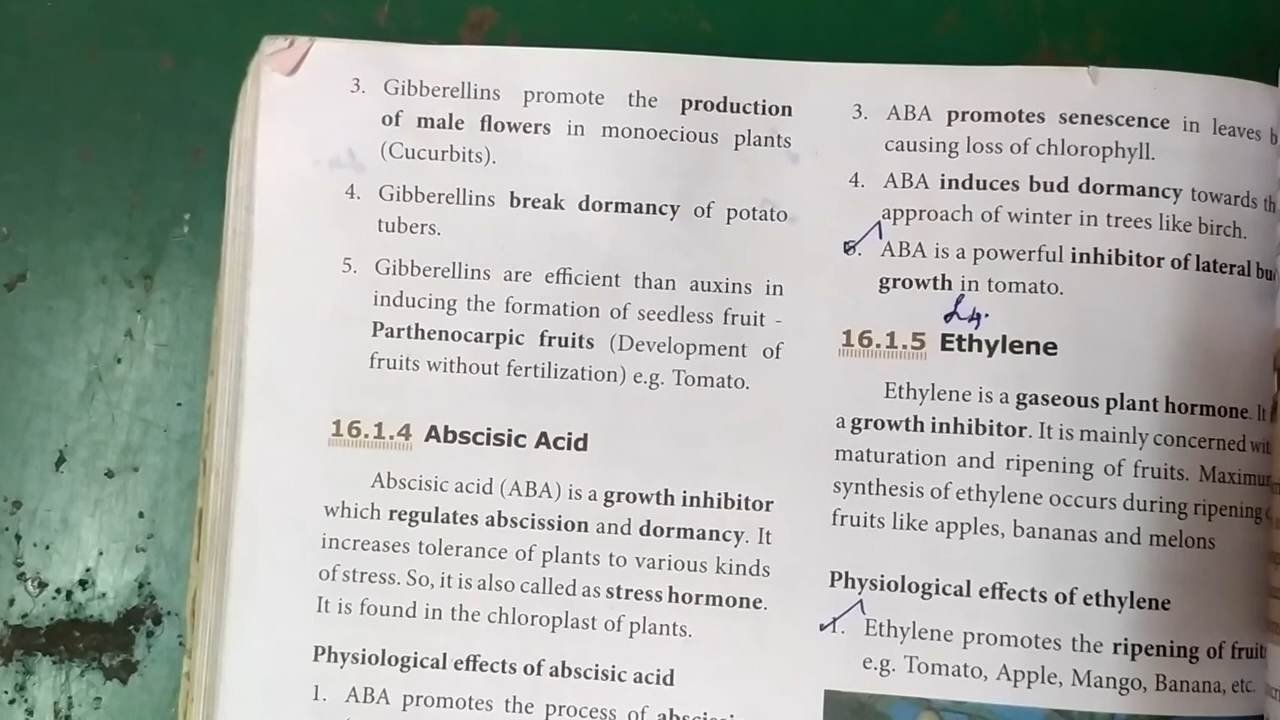 3. Gibberellins promote the production
of male flowers in monoecious plants
(Cucurbits).
4. Gibberellins break dormancy of potato
tubers.
5. Gibberellins are efficient than auxins in
inducing the formation of seedless fruit -
Parthenocarpic fruits (Development of
fruits without fertilization) e.g. Tomato.
16.1.4 Abscisic Acid
Abscisic acid (ABA) is a growth inhibitor
which regulates abscission and dormancy. It
increases tolerance of plants to various kinds
of stress. So, it is also called as stress hormone.
It is found in the chloroplast of plants.
Physiological effects of abscisic acid
1. ABA promotes the process of
3. ABA promotes senescence in leaves
causing loss of chlorophyll.
4. ABA induces bud dormancy towards
approach of winter in trees like birch.
ABA is a powerful inhibitor of lateral
growth in tomato.
16.1.5 Ethylene
Ethylene is a gaseous plant hormone. It
a growth inhibitor. It is mainly concerned
maturation and ripening of fruits.
synthesis of ethylene occurs during ripening
fruits like apples, bananas and melons
Physiological effects of ethylene
1. Ethylene promotes the ripening of
e.g. Tomato, Apple, Mango, Banana, etc.